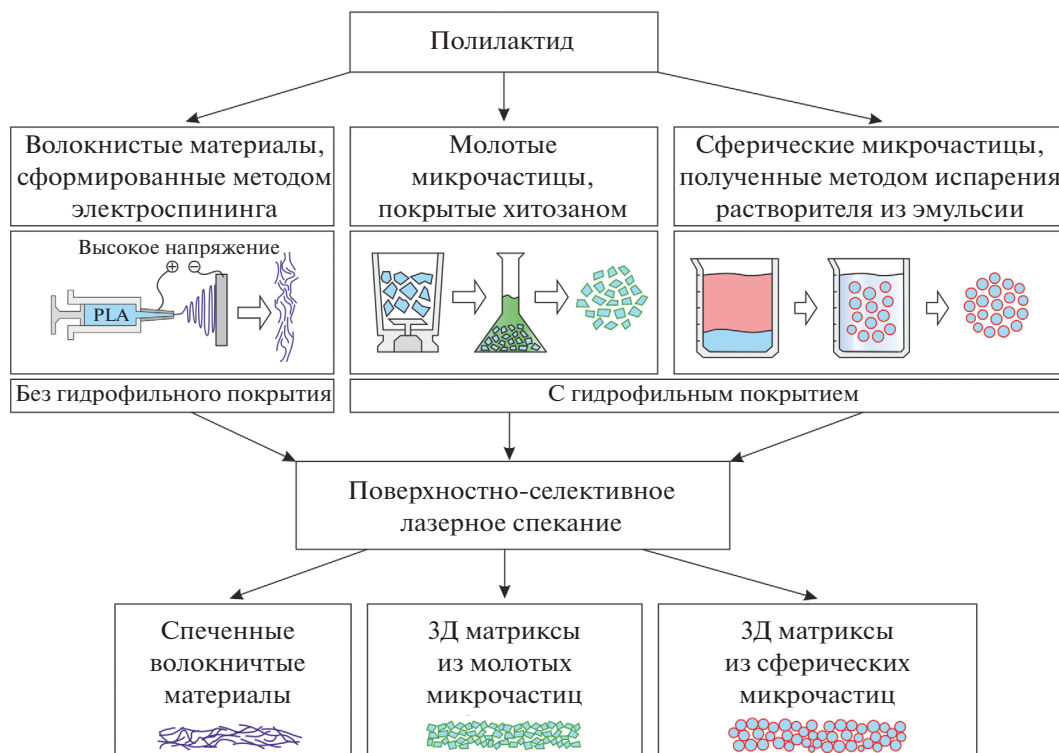 Полилактид
Волокнистые материалы,
сформированные методом
электроспининга
Молотые
микрочастицы,
покрытые хитозаном
Сферические микрочастицы,
полученные методом испарения
растворителя из эмульсии
Высокое напряжение
+ −
PLA
Без гидрофильного покрытия
С гидрофильным покрытием
Поверхностно-селективное
лазерное спекание
Спеченные
волокничтые
материалы
3Д матриксы
из молотых
микрочастиц
3Д матриксы
из сферических
микрочастиц